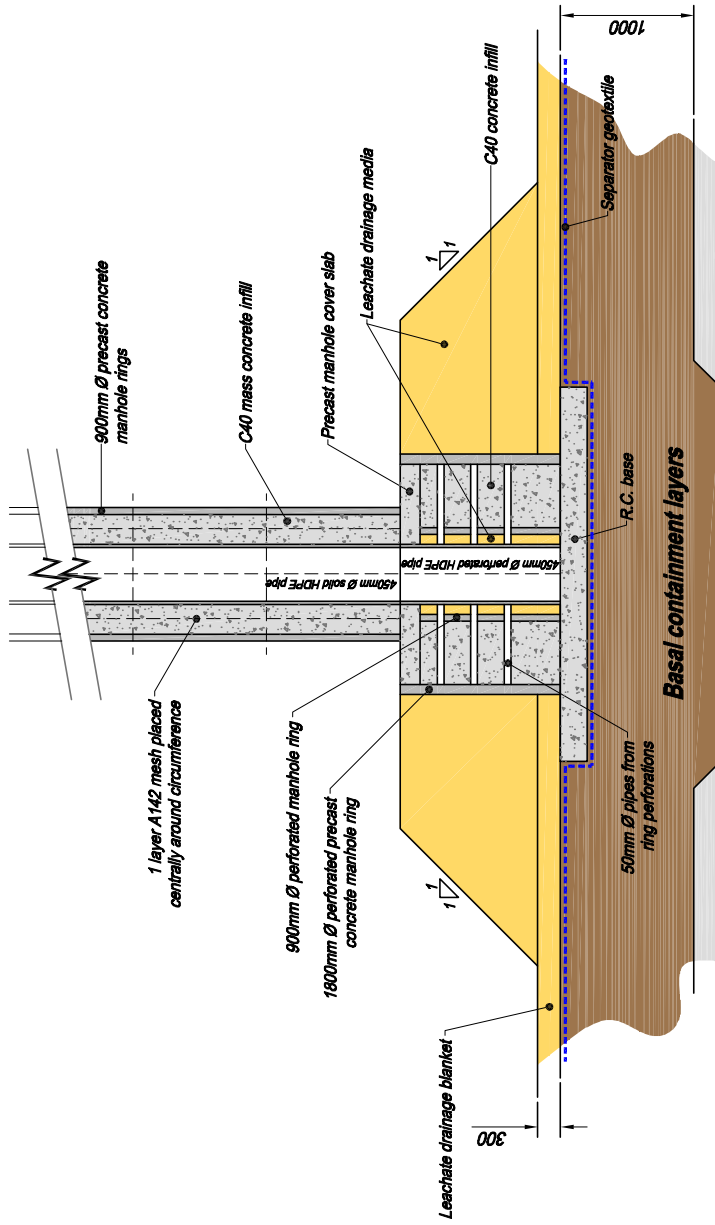 900mm Ø precast concrete
manhole rings
C40 mass concrete infill
Precast manhole cover slab
Leachate drainage media
C40 concrete infill
1
1
Separator geotextile
1000
450mm Ø solid HDPE pipe
450mm Ø perforated HDPE pipe
R.C. base
Basal containment layers
1 layer A142 mesh placed
centrally around circumference
900mm Ø perforated manhole ring
1800mm Ø perforated precast
concrete manhole ring
50mm Ø pipes from
ring perforations
1
1
Leachate drainage blanket
300